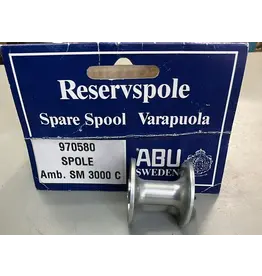 Reservspole
Spare Spool Varapuola
970580
SPOLE
Amb. SM 3000 C
ABU
SWEDEN